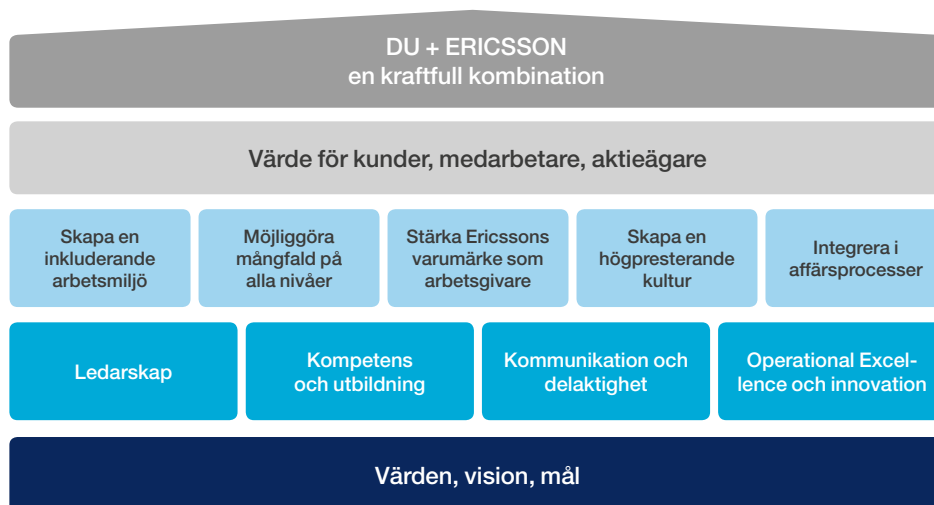 DU + ERICSSON
en kraftfull kombination
Värde för kunder, medarbetare, aktieägare
Skapa en
inkluderande
arbetsmiljö
Möjliggöra
mångfald på
alla nivåer
Stärka Ericssons
varumärke som
arbetsgivare
Skapa en
högpresterande
kultur
Integrera i
affärsprocesser
Ledarskap
Kompetens
och utbildning
Kommunikation och
delaktighet
Operational Excel-
lence och innovation
Värden, vision, mål